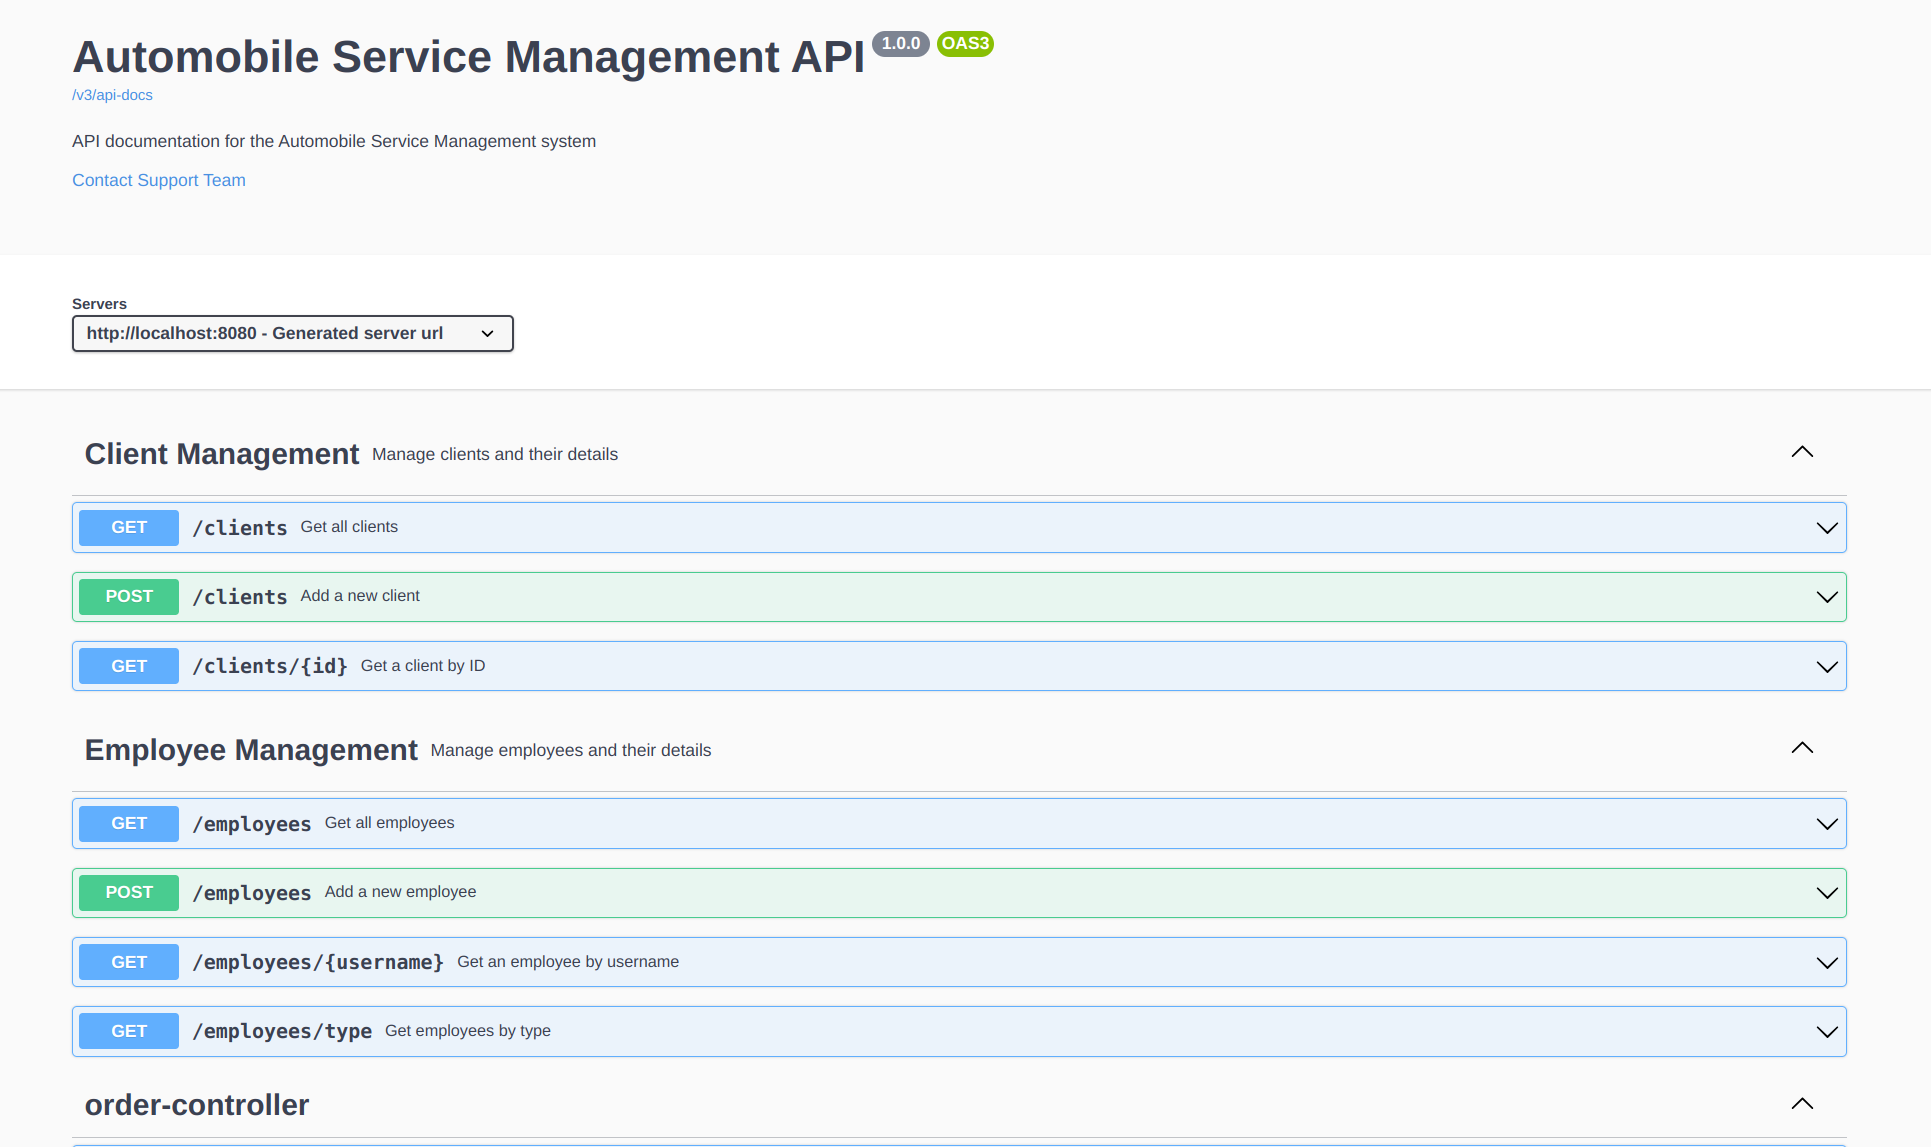 Automobile Service Management API 1.0.0 OAS3
/v3/api-docs
API documentation for the Automobile Service Management system
Contact Support Team
Servers
http://localhost:8080 - Generated server url
Client Management Manage clients and their details
GET /clients Get all clients
POST /clients Add a new client
GET /clients/{id} Get a client by ID
Employee Management Manage employees and their details
GET /employees Get all employees
POST /employees Add a new employee
GET /employees/{username} Get an employee by username
GET /employees/type Get employees by type
order-controller